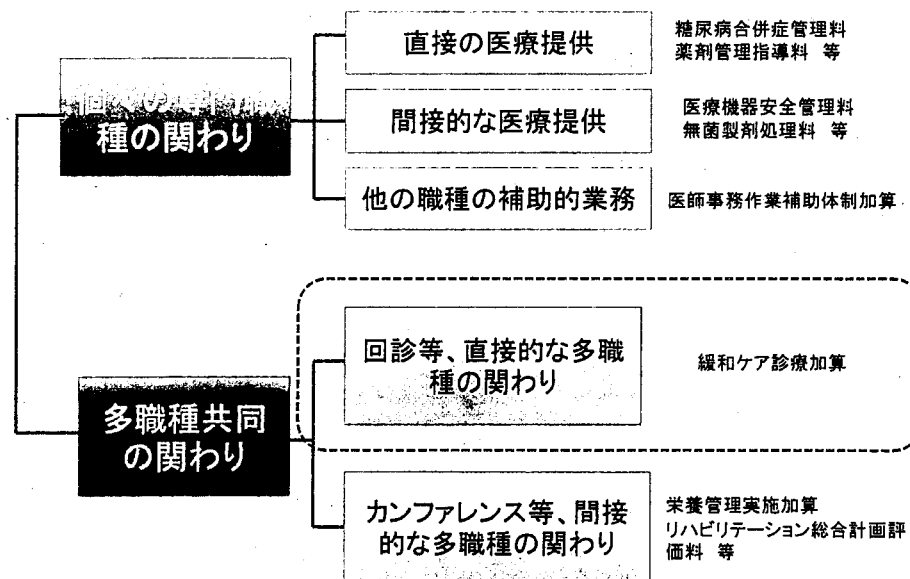 直接の医療提供
糖尿病合併症管理料
薬剤管理指導料 等
種の関わり
間接的な医療提供
医療機器安全管理料
無菌製剤処理料 等
他の職種の補助的業務
医師事務作業補助体制加算
回診等、直接的な多職
種の関わり
緩和ケア診療加算
多職種共同
の関わり
カンファレンス等、間接
的な多職種の関わり
栄養管理実施加算
リハビリテーション総合計画評
価料 等